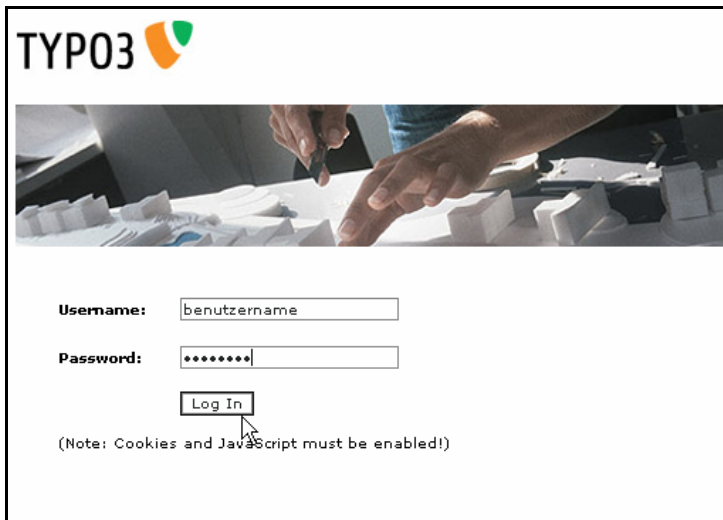 TYPO3
Username: benutzername
Password: ••••••••
Log In
(Note: Cookies and JavaScript must be enabled!)